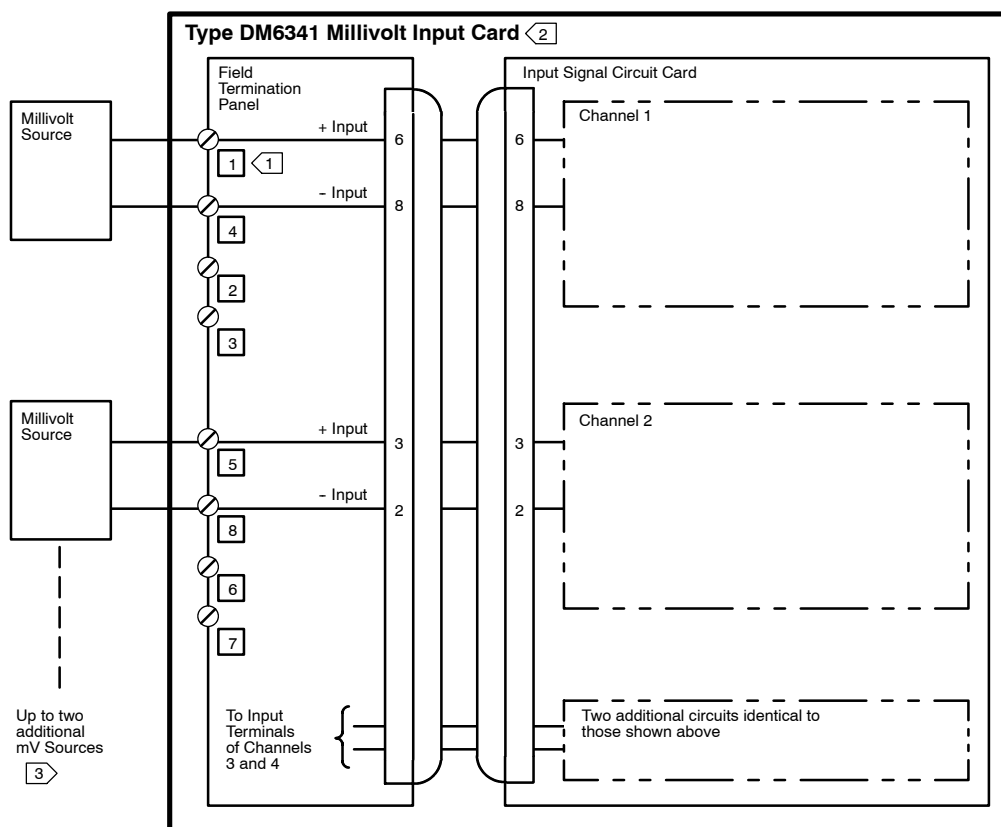 Type DM6341 Millivolt Input Card 2
Field
Termination
Panel
Input Signal Circuit Card
Millivolt
Source
+ Input
6
6
Channel 1
1
1
- Input
8
8
4
2
3
Millivolt
Source
+ Input
3
3
Channel 2
5
- Input
2
2
8
6
7
Up to two
additional
mV Sources
3
To Input
Terminals
of Channels
3 and 4
Two additional circuits identical to
those shown above